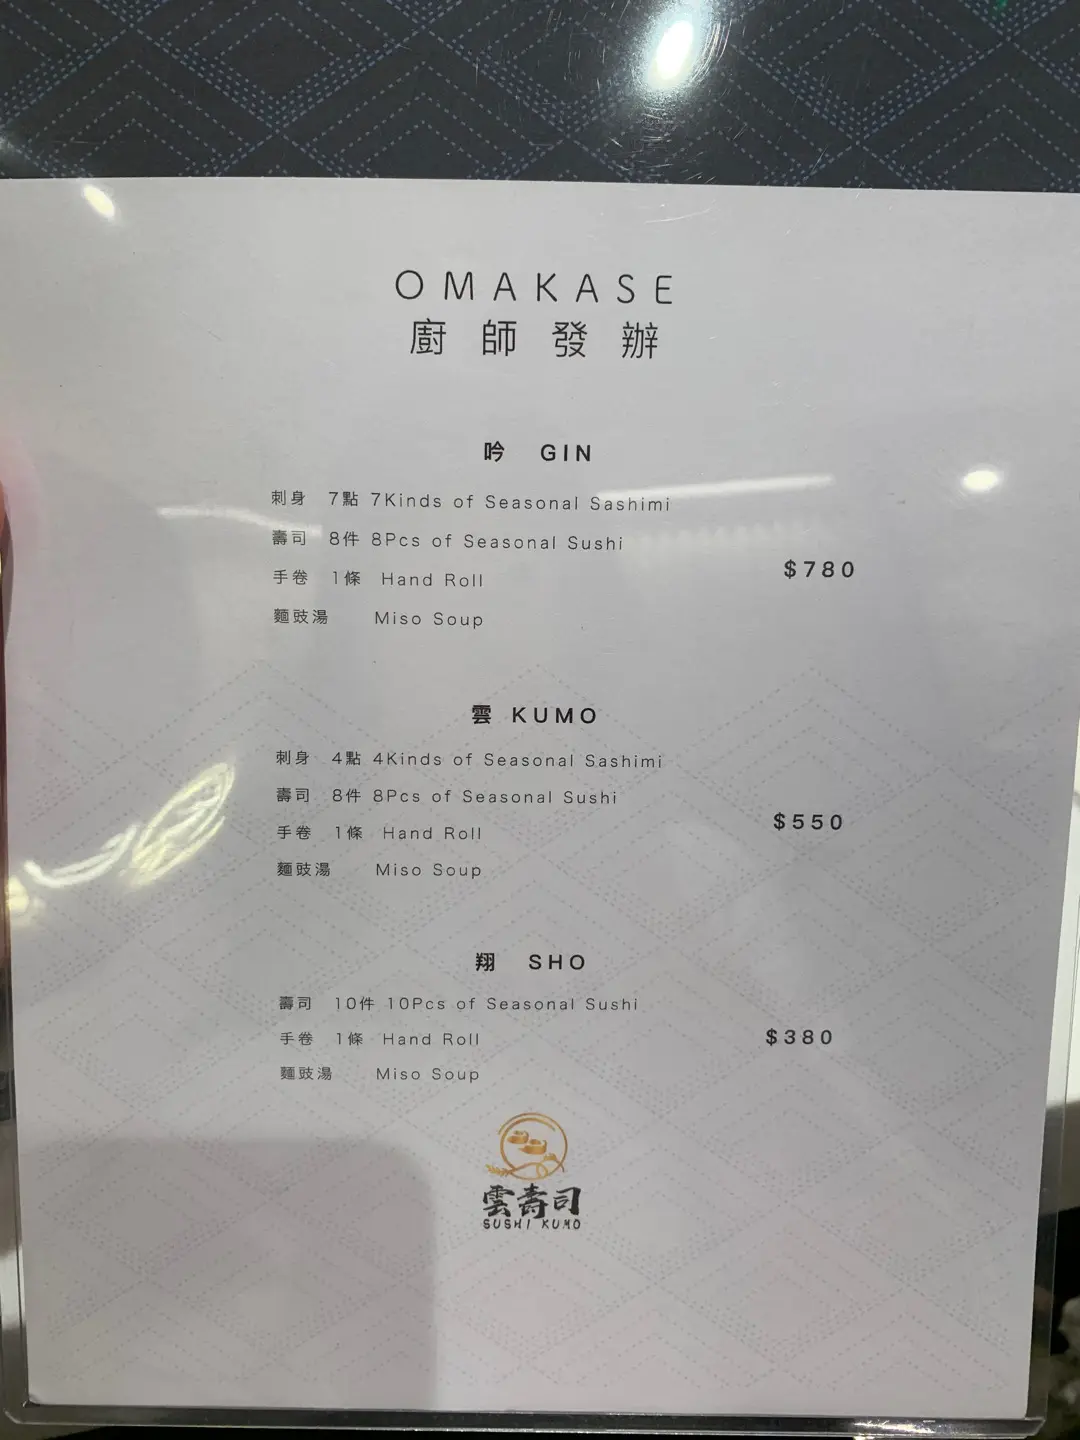 OMAKASE
廚師發辦
吟 GIN
刺身 7點 7Kinds of Seasonal Sashimi
壽司 8件 8Pcs of Seasonal Sushi
手卷 1條 Hand Roll
麵豉湯 Miso Soup
$780
雲 KUMO
刺身 4點 4Kinds of Seasonal Sashimi
壽司 8件 8Pcs of Seasonal Sushi
手卷 1條 Hand Roll
麵豉湯 Miso Soup
$550
翔 SHO
壽司 10件 10Pcs of Seasonal Sushi
手卷 1條 Hand Roll
麵豉湯 Miso Soup
$380
雲壽司
SUSHI KUMO